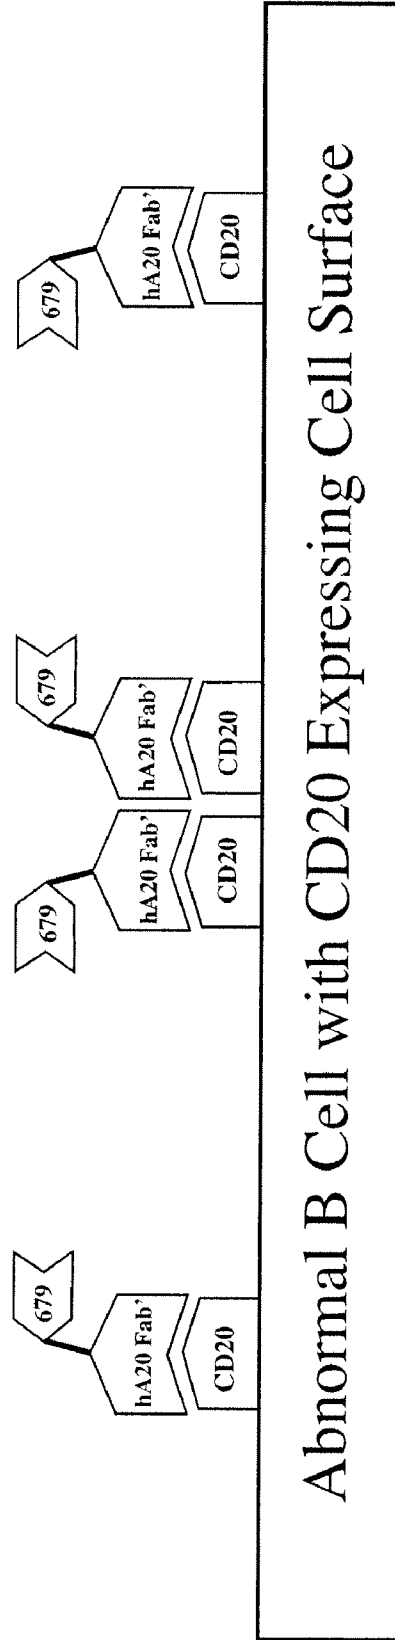 679 679 679 679
hA20 Fab’ hA20 Fab’ hA20 Fab’ hA20 Fab’
CD20 CD20 CD20 CD20
Abnormal B Cell with CD20 Expressing Cell Surface